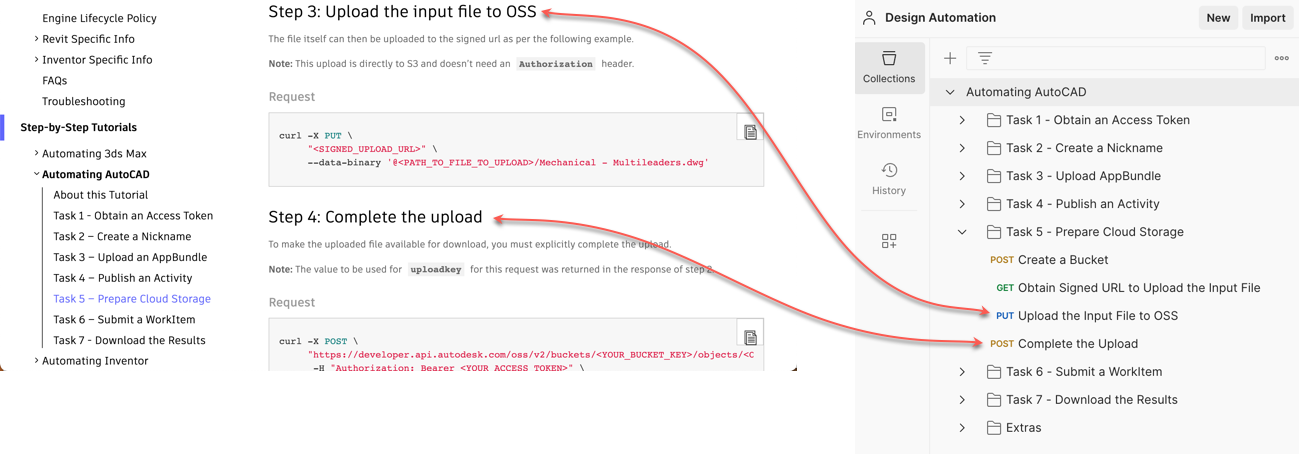 Engine Lifecycle Policy
Revit Specific Info
Inventor Specific Info
FAQs
Troubleshooting
Step-by-Step Tutorials
Automating 3ds Max
Automating AutoCAD
About this Tutorial
Task 1 - Obtain an Access Token
Task 2 – Create a Nickname
Task 3 – Upload an AppBundle
Task 4 – Publish an Activity
Task 5 – Prepare Cloud Storage
Task 6 – Submit a WorkItem
Task 7 - Download the Results
Automating Inventor
Step 3: Upload the input file to OSS
The file itself can then be uploaded to the signed url as per the following example.
Note: This upload is directly to S3 and doesn't need an Authorization header.
Request
curl -X PUT \
"<SIGNED_UPLOAD_URL>" \
--data-binary '@<PATH_TO_FILE_TO_UPLOAD>/Mechanical - Multileaders.dwg'
Step 4: Complete the upload
To make the uploaded file available for download, you must explicitly complete the upload.
Note: The value to be used for uploadkey for this request was returned in the response of step 2.
Request
curl -X POST \
"https://developer.api.autodesk.com/oss/v2/buckets/<YOUR_BUCKET_KEY>/objects/<O
-H "Authorization: Bearer <YOUR_ACCESS_TOKEN>" \
Design Automation
New
Import
Collections
Environments
History
Automating AutoCAD
Task 1 - Obtain an Access Token
Task 2 - Create a Nickname
Task 3 - Upload AppBundle
Task 4 - Publish an Activity
Task 5 - Prepare Cloud Storage
POST Create a Bucket
GET Obtain Signed URL to Upload the Input File
PUT Upload the Input File to OSS
POST Complete the Upload
Task 6 - Submit a WorkItem
Task 7 - Download the Results
Extras